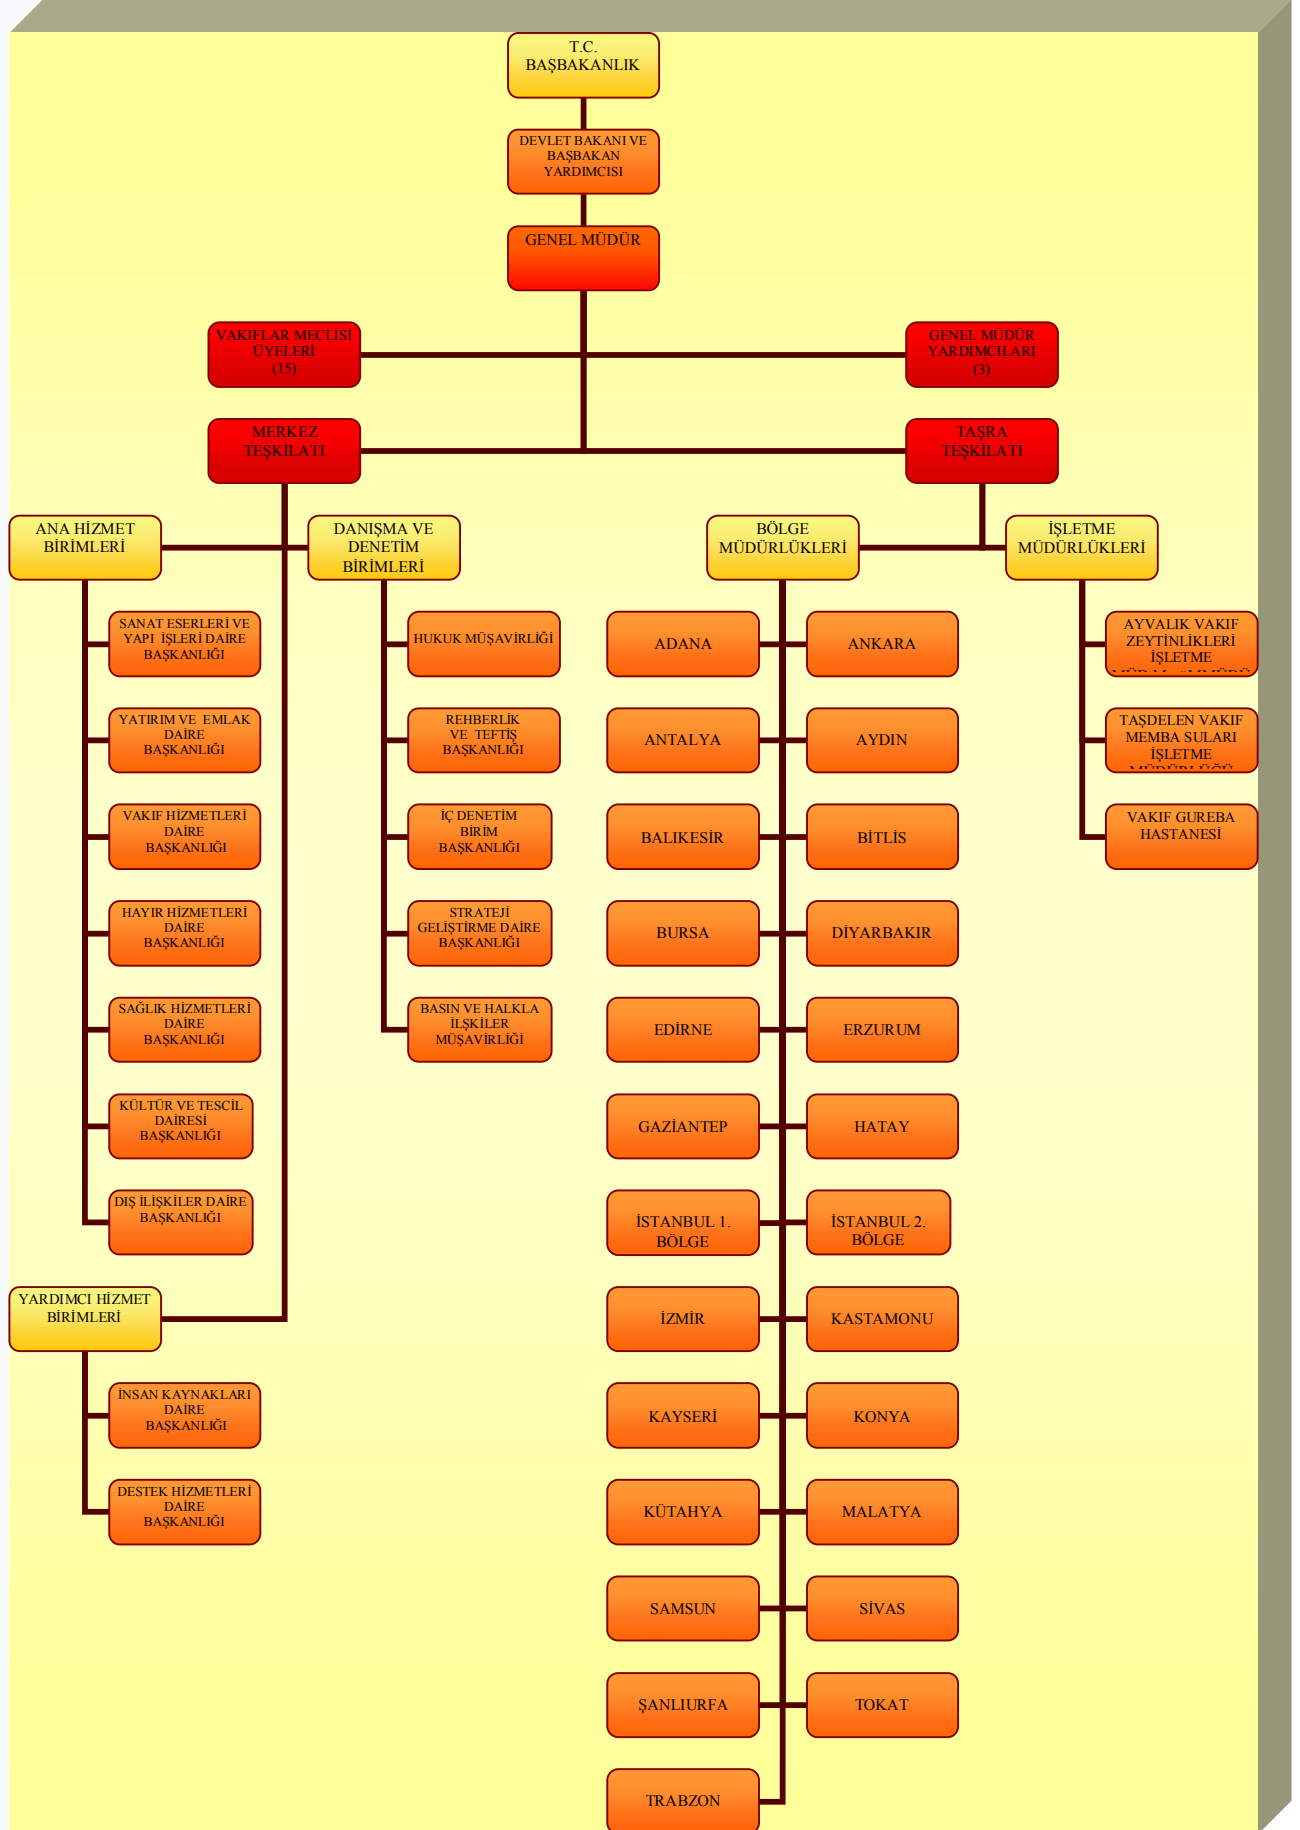 T.C.
BAŞBAKANLIK
DEVLET BAKANI VE
BAŞBAKAN
YARDIMCISI
GENEL MÜDÜR
VAKIFLAR MECLİSİ
ÜYELERİ
(15)
GENEL MÜDÜR
YARDIMCILARI
(3)
MERKEZ
TEŞKİLATI
TAŞRA
TEŞKİLATI
ANA HİZMET
BİRİMLERİ
DANIŞMA VE
DENETİM
BİRİMLERİ
BÖLGE
MÜDÜRLÜKLERİ
İŞLETME
MÜDÜRLÜKLERİ
SANAT ESERLERİ VE
YAPI İŞLERİ DAİRE
BAŞKANLIĞI
YATIRIM VE EMLAK
DAİRE
BAŞKANLIĞI
VAKIF HİZMETLERİ
DAİRE
BAŞKANLIĞI
HAYIR HİZMETLERİ
DAİRE
BAŞKANLIĞI
SAĞLIK HİZMETLERİ
DAİRE
BAŞKANLIĞI
KÜLTÜR VE TESCİL
DAİRESİ
BAŞKANLIĞI
DIŞ İLİŞKİLER DAİRE
BAŞKANLIĞI
YARDIMCI HİZMET
BİRİMLERİ
İNSAN KAYNAKLARI
DAİRE
BAŞKANLIĞI
DESTEK HİZMETLERİ
DAİRE
BAŞKANLIĞI
HUKUK MÜŞAVİRLİĞİ
REHBERLİK
VE TEFTİŞ
BAŞKANLIĞI
İÇ DENETİM
BİRİM
BAŞKANLIĞI
STRATEJİ
GELİŞTİRME DAİRE
BAŞKANLIĞI
BASIN VE HALKLA
İLŞKİLER
MÜŞAVİRLİĞİ
ADANA
ANKARA
ANTALYA
AYDIN
BALIKESİR
BİTLİS
BURSA
DİYARBAKIR
EDİRNE
ERZURUM
GAZİANTEP
HATAY
İSTANBUL 1.
BÖLGE
İSTANBUL 2.
BÖLGE
İZMİR
KASTAMONU
KAYSERİ
KONYA
KÜTAHYA
MALATYA
SAMSUN
SİVAS
ŞANLIURFA
TOKAT
TRABZON
AYVALIK VAKIF
ZEYTİNLİKLERİ
İŞLETME
TAŞDELEN VAKIF
MEMBA SULARI
İŞLETME
MÜDÜRLÜĞÜ
VAKIF GUREBA
HASTANESİ